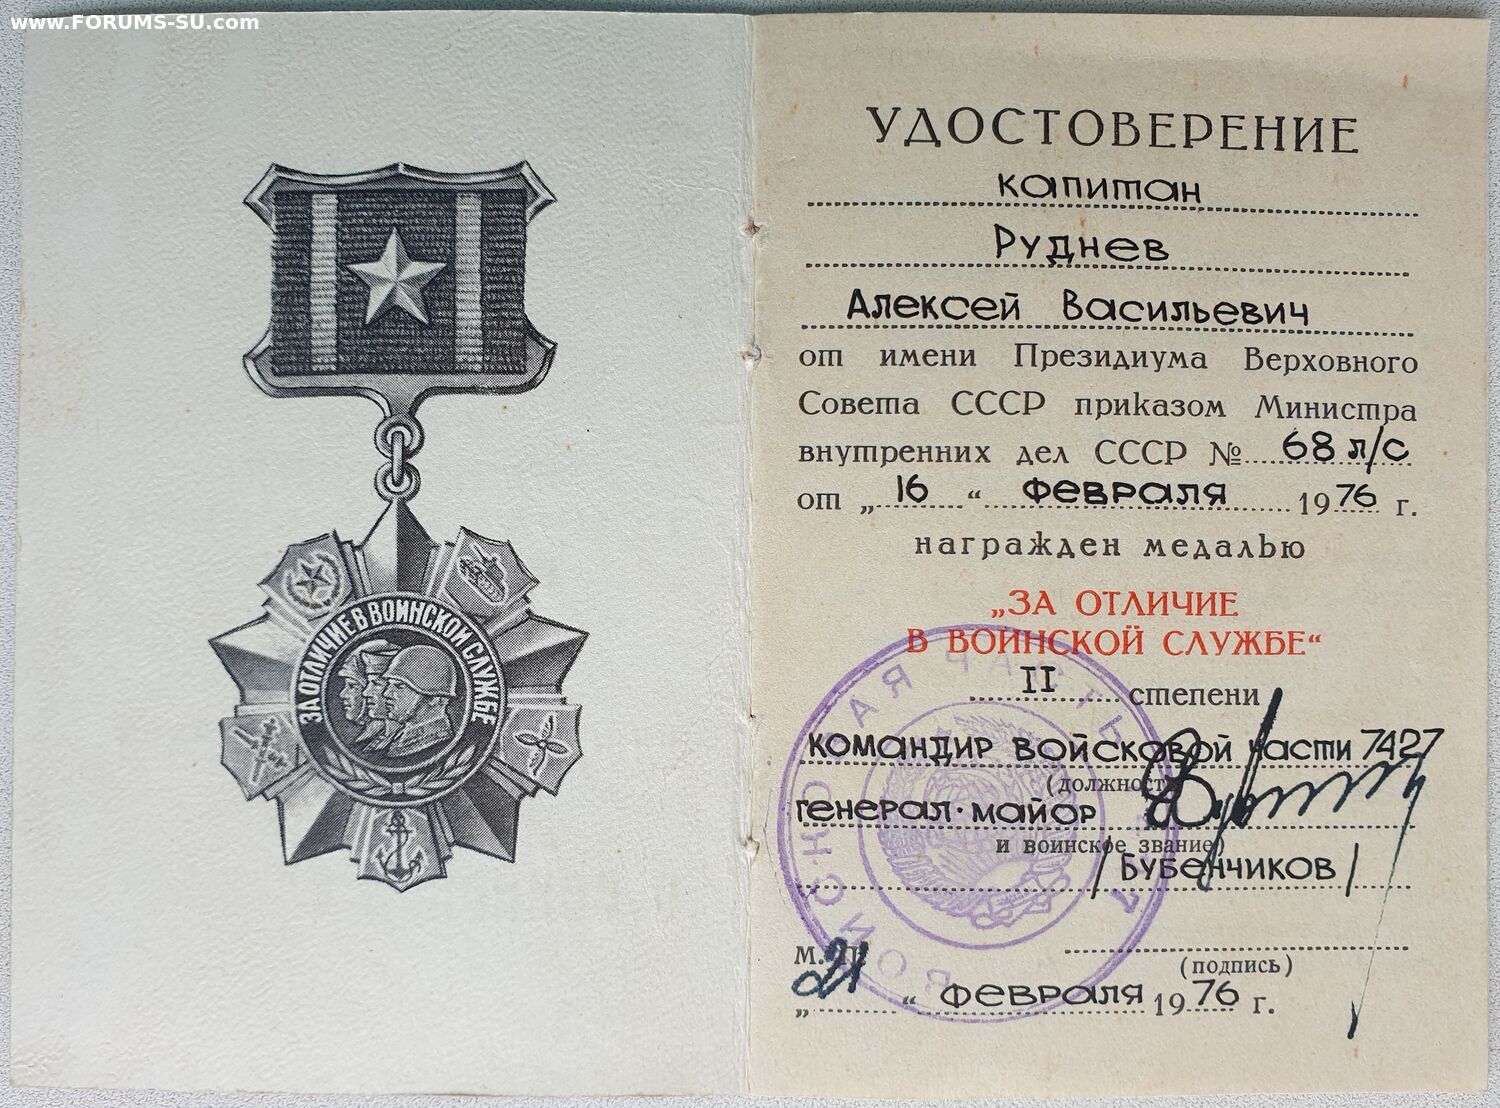 www.FORUMS-SU.com
ЗА ОТЛИЧИЕ В ВОИНСКОЙ СЛУЖБЕ
УДОСТОВЕРЕНИЕ
капитан
Руднев
Алексей Васильевич
от имени Президиума Верховного
Совета СССР приказом Министра
внутренних дел СССР № 68 л/с
от „16“ февраля 1976 г.
награжден медалью
„ЗА ОТЛИЧИЕ
В ВОИНСКОЙ СЛУЖБЕ“
II степени
командир войсковой части 7427
(должность
генерал-майор
и воинское звание)
/Бубенчиков/
М. П.
(подпись)
„21“ февраля 1976 г.
ВОЙСКОВАЯ ЧАСТЬ